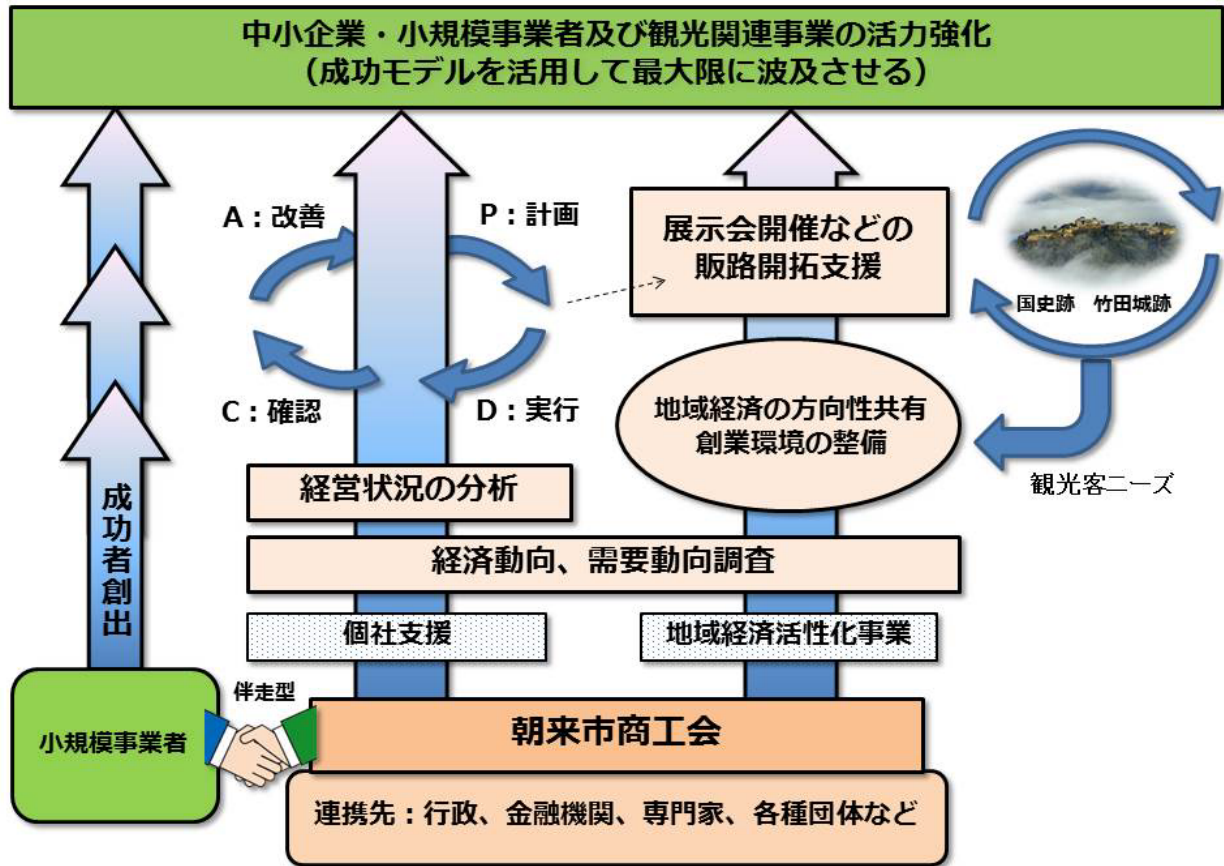 中小企業・小規模事業者及び観光関連事業の活力強化
（成功モデルを活用して最大限に波及させる）
A：改善
P：計画
展示会開催などの
販路開拓支援
国史跡　竹田城跡
C：確認
D：実行
地域経済の方向性共有
創業環境の整備
経営状況の分析
観光客ニーズ
成功者創出
経済動向、需要動向調査
個社支援
地域経済活性化事業
伴走型
小規模事業者
朝来市商工会
連携先：行政、金融機関、専門家、各種団体など